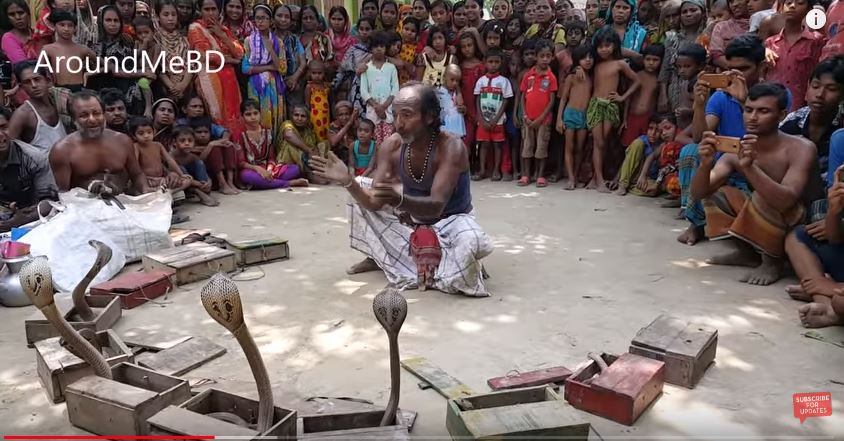 AroundMeBD
i
SUBSCRIBE
FOR
UPDATES